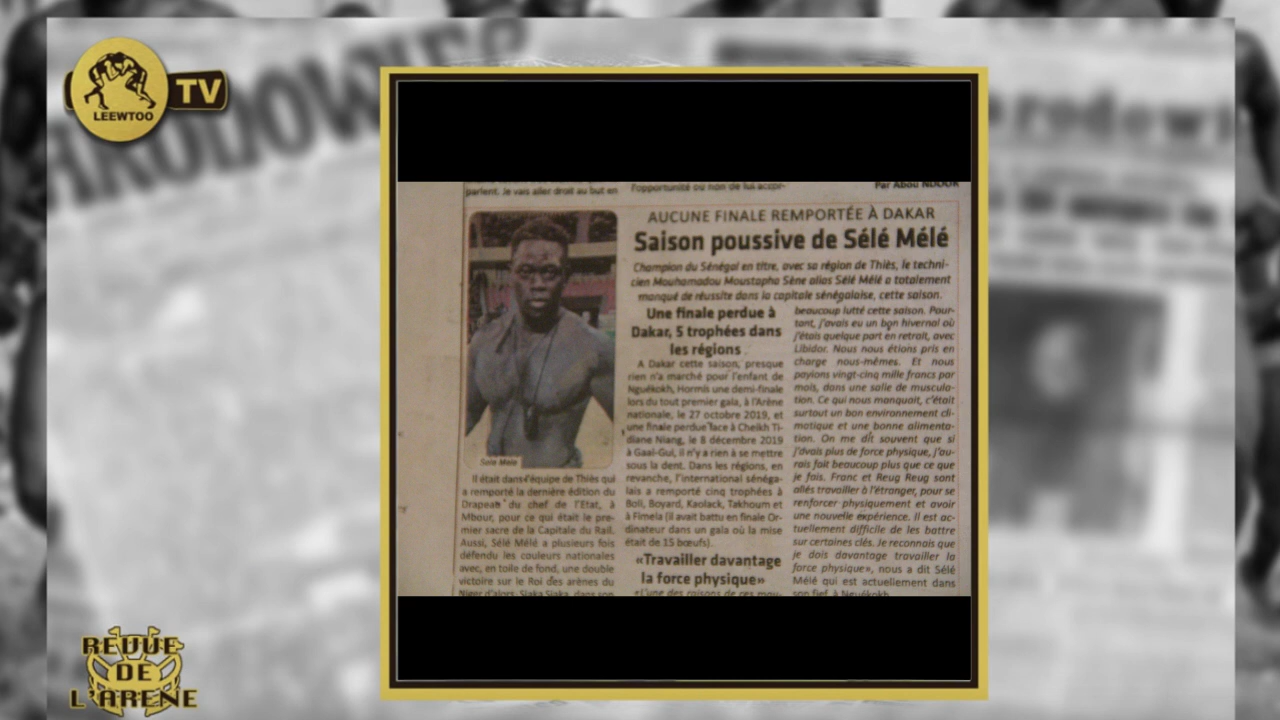 LEEWTOO
TV
parlent. Je vais aller droit au but en
l'opportunité ou non de lui accor-
Par Abou NDOUR
AUCUNE FINALE REMPORTÉE À DAKAR
Saison poussive de Sélé Mélé
Champion du Sénégal en titre, avec sa région de Thiès, le techni-
cien Mouhamadou Moustapha Sène alias Sélé Mélé a totalement
manqué de réussite dans la capitale sénégalaise, cette saison.
Sélé Mélé
Il était dans l'équipe de Thiès qui
a remporté la dernière édition du
Drapeau du chef de l'Etat, à
Mbour, pour ce qui était le pre-
mier sacre de la Capitale du Rail.
Aussi, Sélé Mélé a plusieurs fois
défendu les couleurs nationales
avec, en toile de fond, une double
victoire sur le Roi des arènes du
Niger d'alors, Siaka Siaka, dans son
Une finale perdue à
Dakar, 5 trophées dans
les régions
A Dakar cette saison, presque
rien n'a marché pour l'enfant de
Nguékokh, Hormis une demi-finale
lors du tout premier gala, à l'Arène
nationale, le 27 octobre 2019, et
une finale perdue face à Cheikh Ti-
diane Niang, le 8 décembre 2019
à Gaal-Gui, il n'y a rien à se mettre
sous la dent. Dans les régions, en
revanche, l'international sénéga-
lais a remporté cinq trophées à
Boli, Boyard, Kaolack, Takhoum et
à Fimela (il avait battu en finale Or-
dinateur dans un gala où la mise
était de 15 bœufs).
«Travailler davantage
la force physique»
«L'une des raisons de ces mau-
beaucoup lutté cette saison. Pour-
tant, j'avais eu un bon hivernal où
j'étais quelque part en retrait, avec
Libidor. Nous nous étions pris en
charge nous-mêmes. Et nous
payions vingt-cinq mille francs par
mois, dans une salle de muscula-
tion. Ce qui nous manquait, c'était
surtout un bon environnement cli-
matique et une bonne alimenta-
tion. On me dit souvent que si
j'avais plus de force physique, j'au-
rais fait beaucoup plus que ce que
je fais. Franc et Reug Reug sont
allés travailler à l'étranger, pour se
renforcer physiquement et avoir
une nouvelle expérience. Il est ac-
tuellement difficile de les battre
sur certaines clés. Je reconnais que
je dois davantage travailler la
force physique», nous a dit Sélé
Mélé qui est actuellement dans
son fief, à Nguékokh.
REVUE
DE
L'ARENE